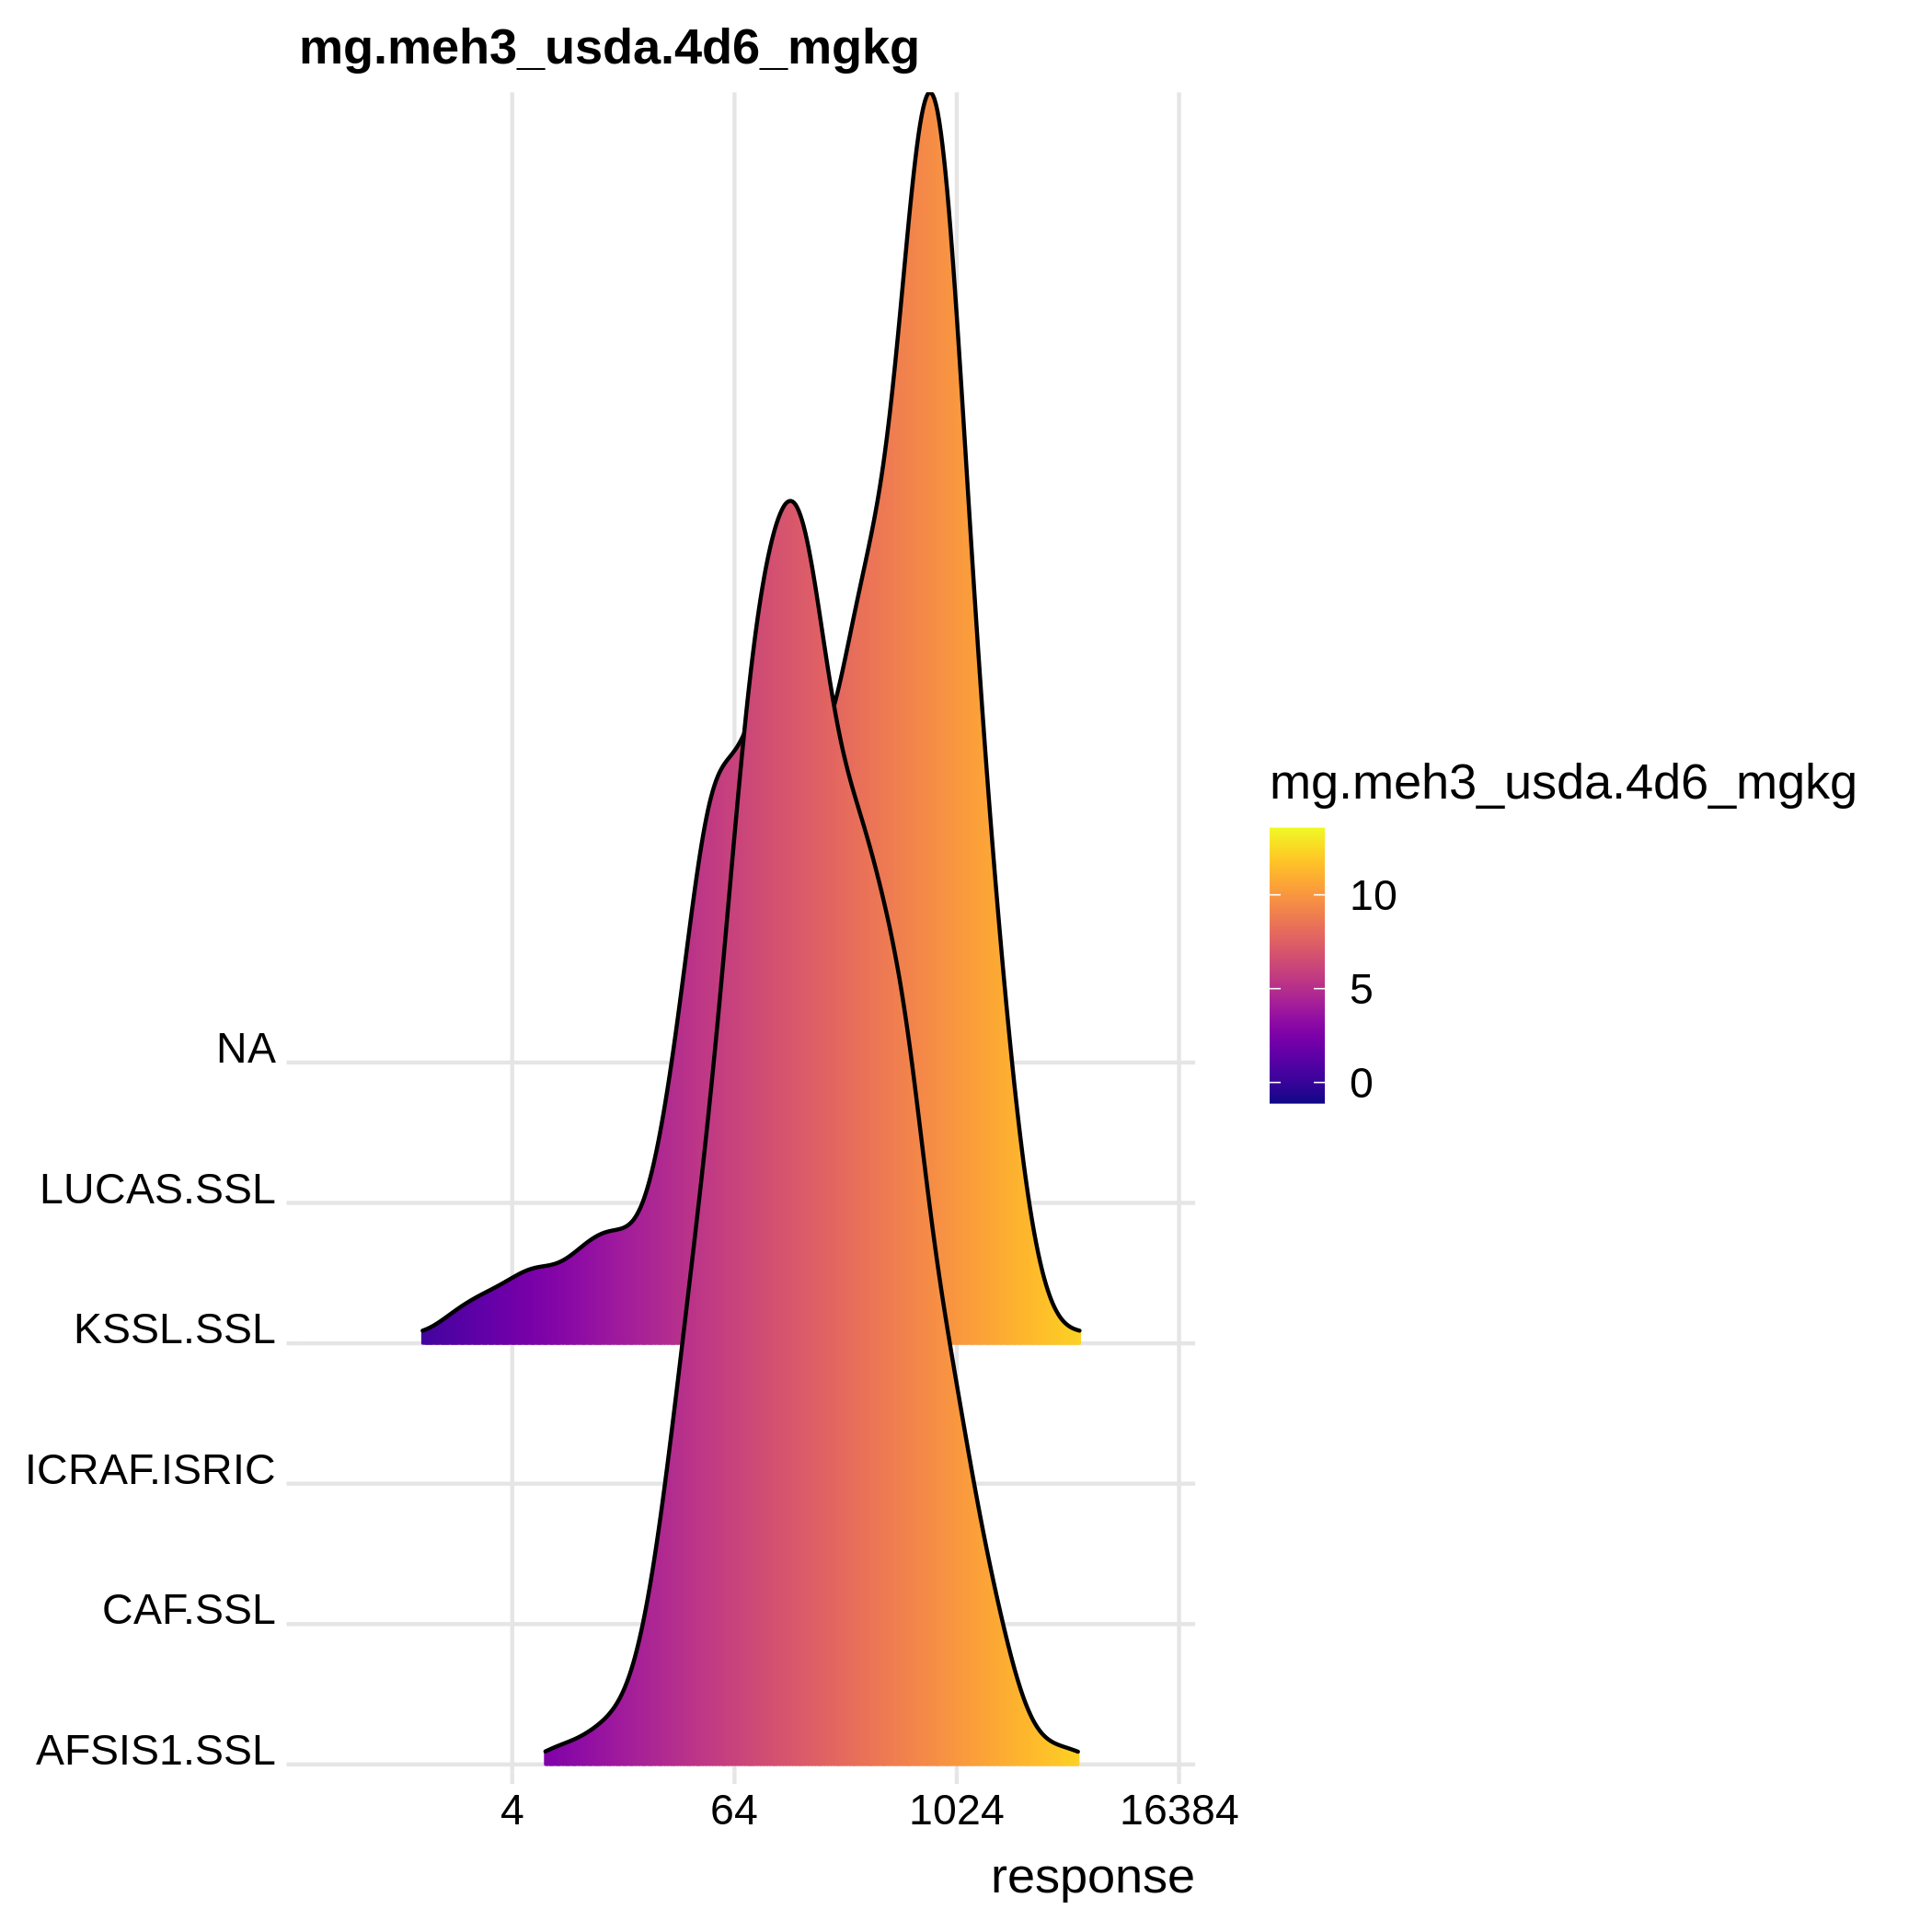 mg.meh3_usda.4d6_mgkg
NA
LUCAS.SSL
KSSL.SSL
ICRAF.ISRIC
CAF.SSL
AFSIS1.SSL
4 64 1024 16384
response
mg.meh3_usda.4d6_mgkg
10
5
0